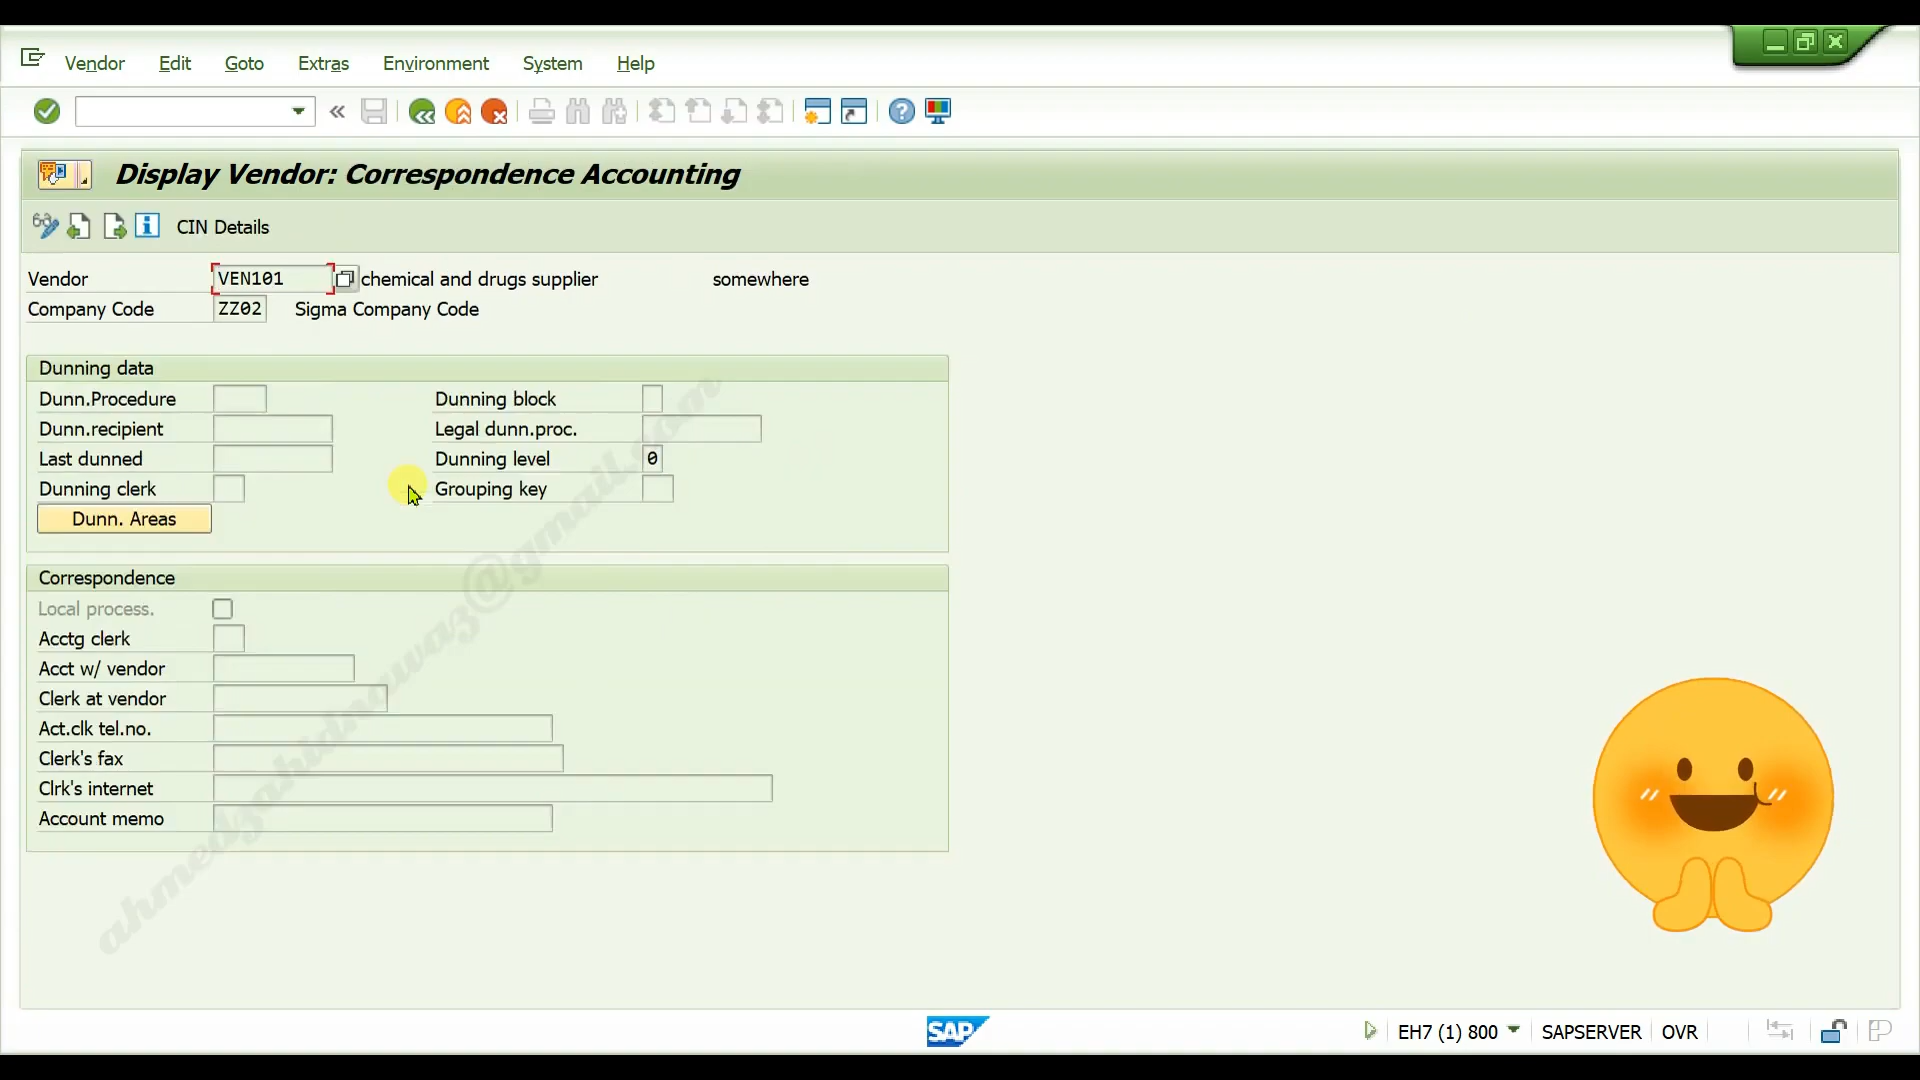 Vendor Edit Goto Extras Environment System Help
Display Vendor: Correspondence Accounting
CIN Details
Vendor VEN101 chemical and drugs supplier somewhere
Company Code ZZ02 Sigma Company Code
Dunning data
Dunn.Procedure Dunning block
Dunn.recipient Legal dunn.proc.
Last dunned Dunning level 0
Dunning clerk Grouping key
Dunn. Areas
Correspondence
Local process.
Acctg clerk
Acct w/ vendor
Clerk at vendor
Act.clk tel.no.
Clerk's fax
Clrk's internet
Account memo
ahmedzahidnawaz@gmail.com
SAP EH7 (1) 800 SAPSERVER OVR